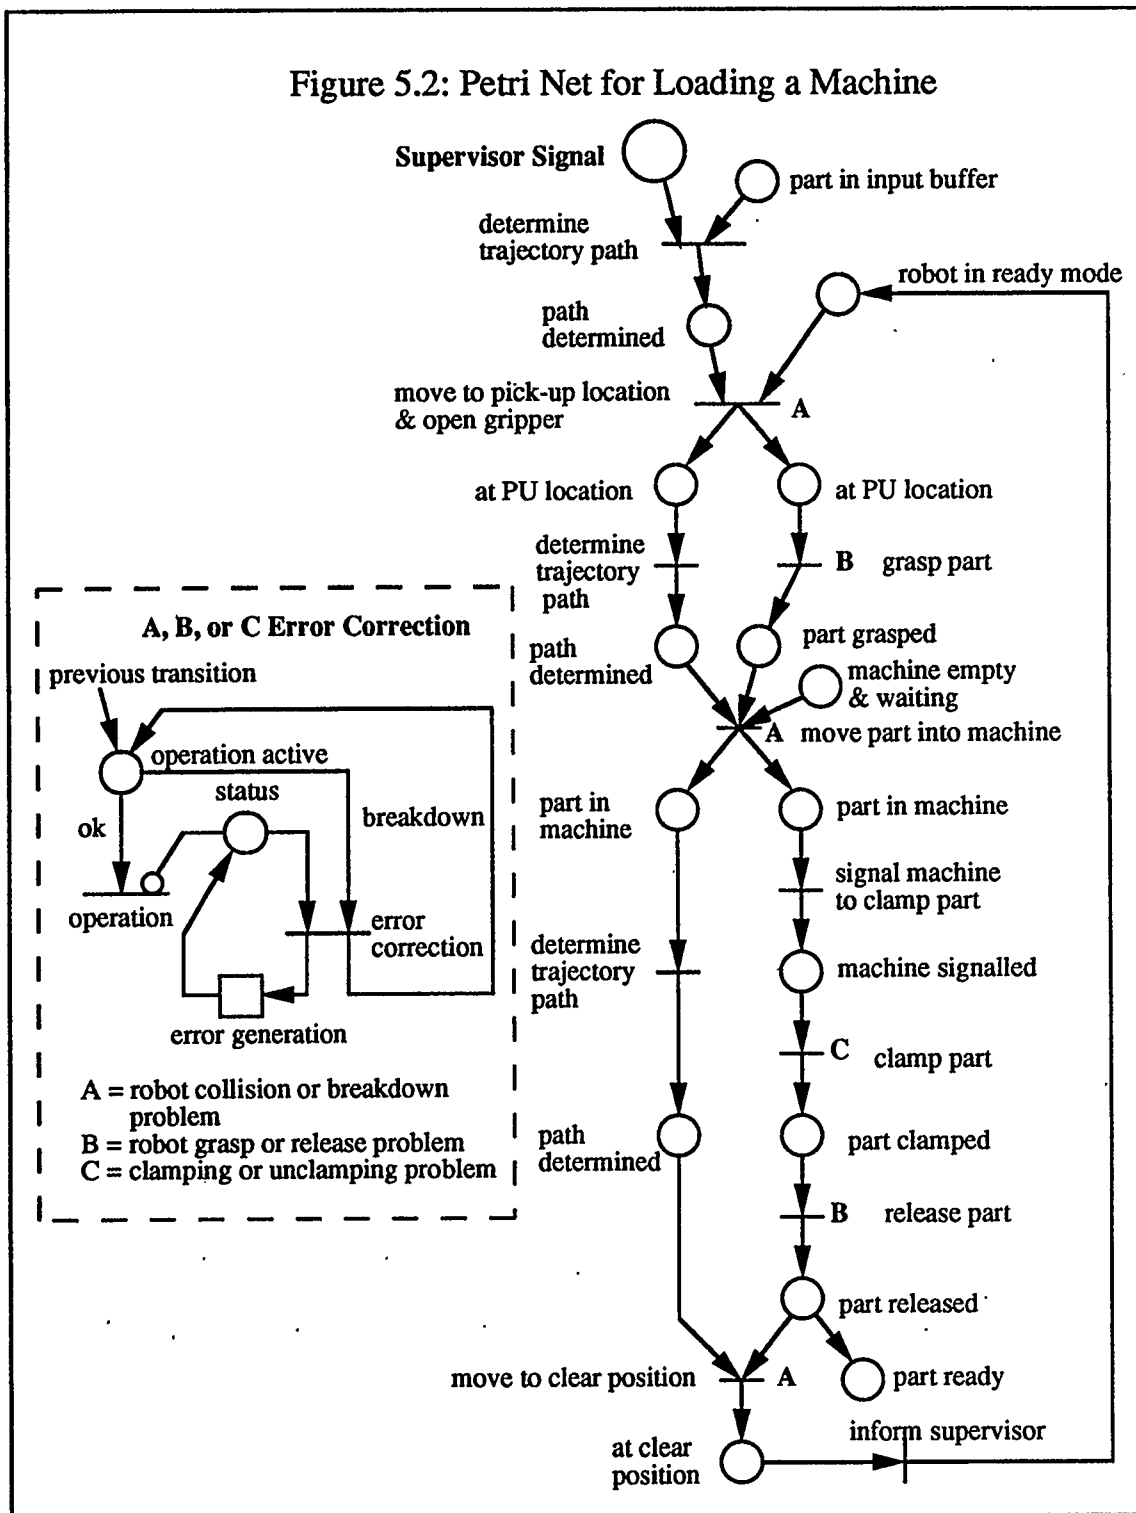 Figure 5.2: Petri Net for Loading a Machine
Supervisor Signal
part in input buffer
determine
trajectory path
robot in ready mode
path
determined
move to pick-up location
& open gripper
A
at PU location
at PU location
determine
trajectory
path
B
grasp part
path
determined
part grasped
machine empty
& waiting
A
move part into machine
part in
machine
part in machine
signal machine
to clamp part
determine
trajectory
path
machine signalled
C
clamp part
path
determined
part clamped
B
release part
part released
move to clear position
A
part ready
inform supervisor
at clear
position
A, B, or C Error Correction
previous transition
operation active
status
breakdown
ok
operation
error
correction
error generation
A = robot collision or breakdown
problem
B = robot grasp or release problem
C = clamping or unclamping problem